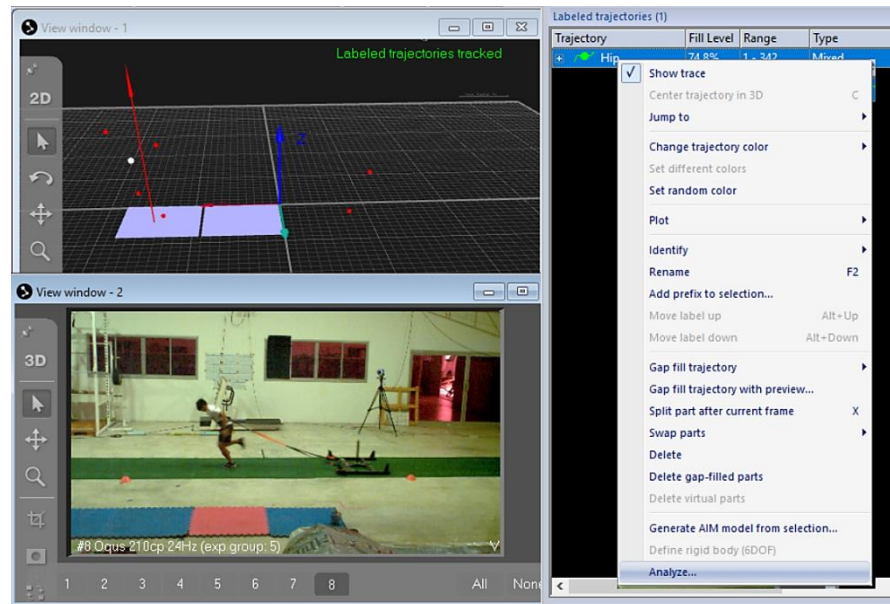 View window - 1
Labeled trajectories tracked
2D
Z
View window - 2
3D
#8 Oqus 210cp 24Hz (exp group: 5)
1 2 3 4 5 6 7 8 All None
Labeled trajectories (1)
Trajectory Fill Level Range Type
Hip 74.8% 1 - 342 Mixed
Show trace
Center trajectory in 3D C
Jump to
Change trajectory color
Set different colors
Set random color
Plot
Identify
Rename F2
Add prefix to selection...
Move label up Alt+Up
Move label down Alt+Down
Gap fill trajectory
Gap fill trajectory with preview...
Split part after current frame X
Swap parts
Delete
Delete gap-filled parts
Delete virtual parts
Generate AIM model from selection...
Define rigid body (6DOF)
Analyze...